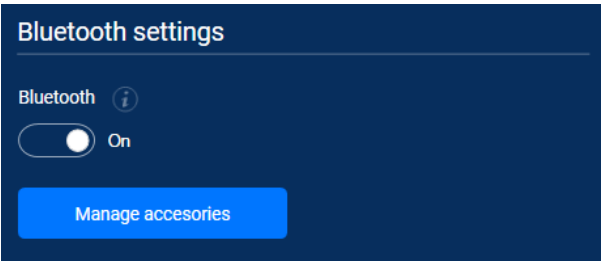 Bluetooth settings
Bluetooth i
On
Manage accesories